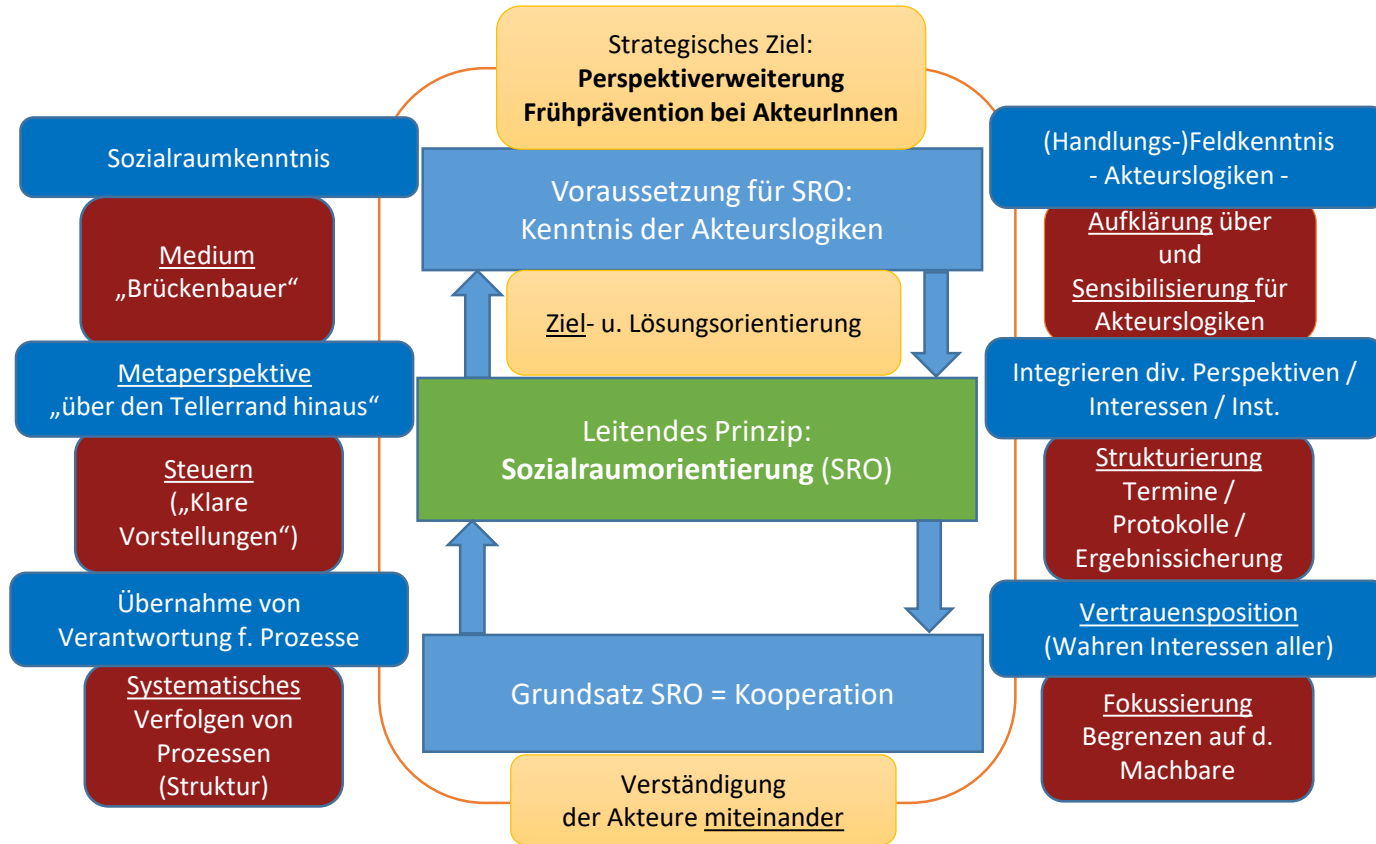 Strategisches Ziel:
Perspektiverweiterung
Frühprävention bei AkteurInnen
Sozialraumkenntnis
Medium
„Brückenbauer“
Metaperspektive
„über den Tellerrand hinaus“
Steuern
(„Klare
Vorstellungen“)
Übernahme von
Verantwortung f. Prozesse
Systematisches
Verfolgen von
Prozessen
(Struktur)
Voraussetzung für SRO:
Kenntnis der Akteurslogiken
Ziel- u. Lösungsorientierung
Leitendes Prinzip:
Sozialraumorientierung (SRO)
Grundsatz SRO = Kooperation
Verständigung
der Akteure miteinander
(Handlungs-)Feldkenntnis
- Akteurslogiken -
Aufklärung über
und
Sensibilisierung für
Akteurslogiken
Integrieren div. Perspektiven /
Interessen / Inst.
Strukturierung
Termine /
Protokolle /
Ergebnissicherung
Vertrauensposition
(Wahren Interessen aller)
Fokussierung
Begrenzen auf d.
Machbare